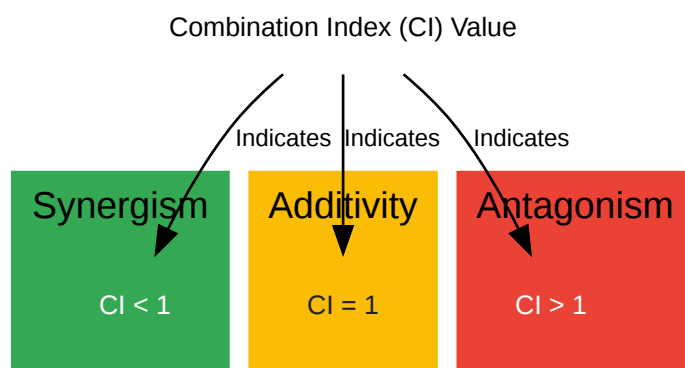 Combination Index (CI) Value
Indicates Indicates Indicates
Synergism Additivity Antagonism
CI < 1 CI = 1 CI > 1